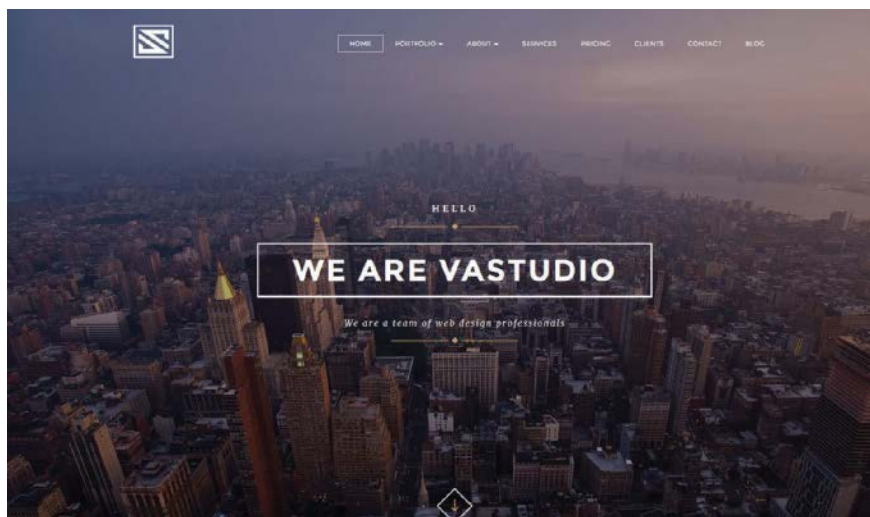 HOME PORTFOLIO ABOUT SERVICES PRICING CLIENTS CONTACT BLOG
HELLO
WE ARE VASTUDIO
We are a team of web design professionals